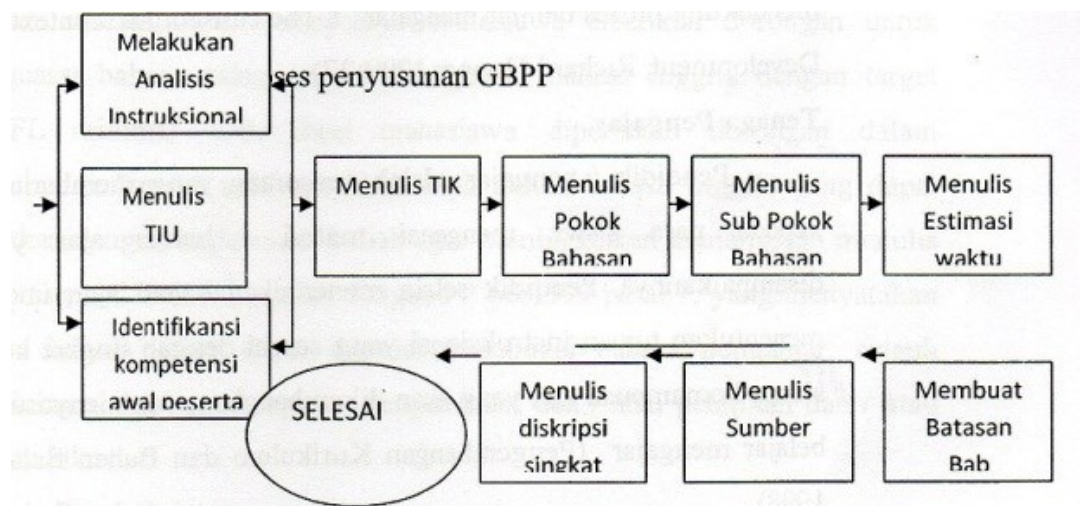 Melakukan
Analisis
Instruksional
ses penyusunan GBPP
Menulis
TIU
Menulis TIK
Menulis
Pokok
Bahasan
Menulis
Sub Pokok
Bahasan
Menulis
Estimasi
waktu
Identifikansi
kompetensi
awal peserta
SELESAI
Menulis
diskripsi
singkat
Menulis
Sumber
Membuat
Batasan
Bab